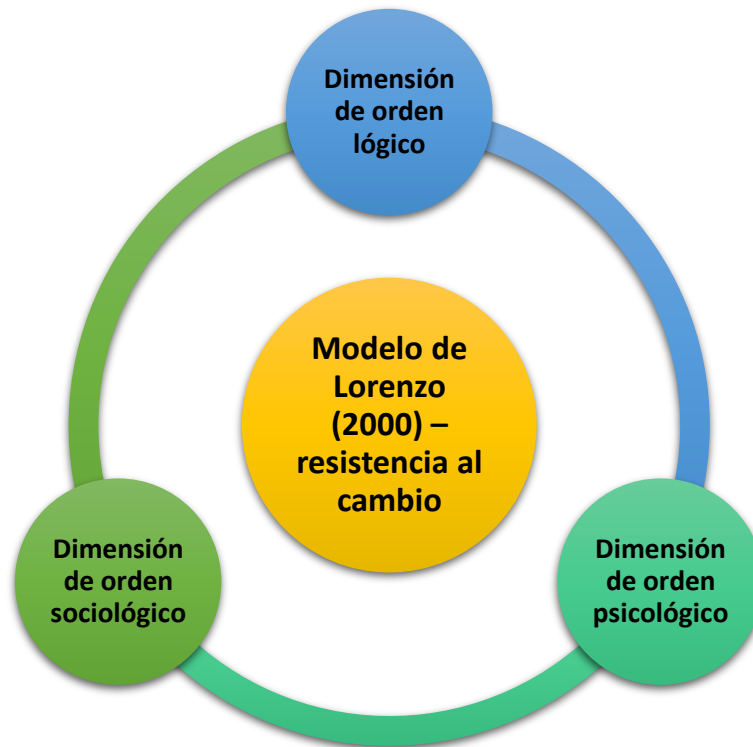 Dimensión
de orden
lógico
Modelo de
Lorenzo
(2000) –
resistencia al
cambio
Dimensión
de orden
sociológico
Dimensión
de orden
psicológico